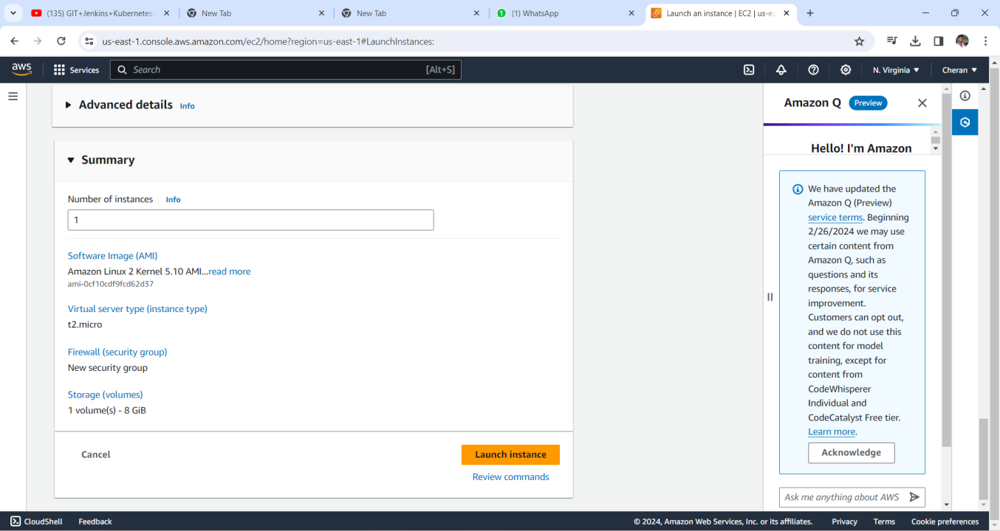 (135) GIT+Jenkins+Kubernetes
New Tab
New Tab
(1) WhatsApp
Launch an instance | EC2 | us-ea
us-east-1.console.aws.amazon.com/ec2/home?region=us-east-1#LaunchInstances:
aws
Services
Search
[Alt+S]
N. Virginia
Cheran
Advanced details Info
Summary
Number of instances Info
1
Software Image (AMI)
Amazon Linux 2 Kernel 5.10 AMI...read more
ami-0cf10cdf9fcd62d37
Virtual server type (instance type)
t2.micro
Firewall (security group)
New security group
Storage (volumes)
1 volume(s) - 8 GiB
Cancel
Launch instance
Review commands
Amazon Q Preview
Hello! I'm Amazon
We have updated the
Amazon Q (Preview)
service terms. Beginning
2/26/2024 we may use
certain content from
Amazon Q, such as
questions and its
responses, for service
improvement.
Customers can opt out,
and we do not use this
content for model
training, except for
content from
CodeWhisperer
Individual and
CodeCatalyst Free tier.
Learn more.
Acknowledge
Ask me anything about AWS
CloudShell
Feedback
© 2024, Amazon Web Services, Inc. or its affiliates.
Privacy
Terms
Cookie preferences